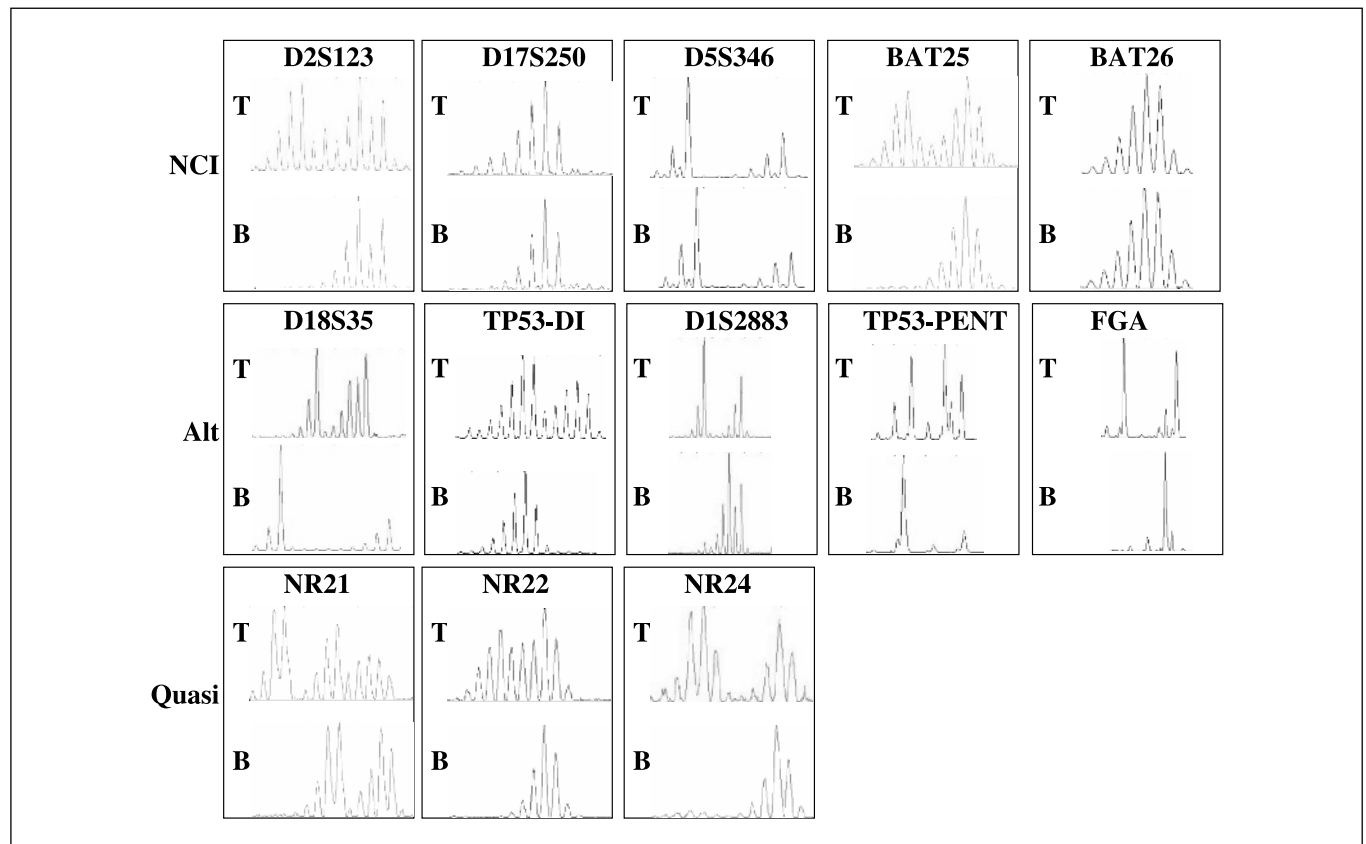 D2S123 D17S250 D5S346 BAT25 BAT26
T T T T T
NCI
B B B B B
D18S35 TP53-DI D1S2883 TP53-PENT FGA
T T T T T
Alt
B B B B B
NR21 NR22 NR24
T T T
Quasi
B B B